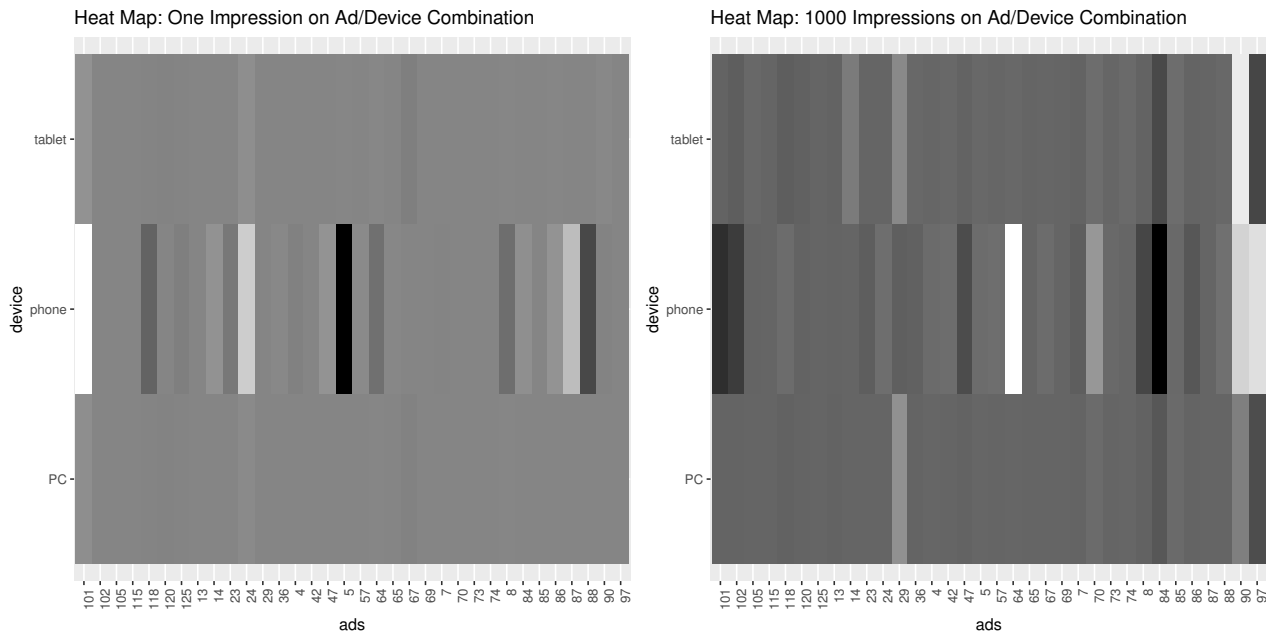 Heat Map: One Impression on Ad/Device Combination
tablet
phone
PC
device
101 102 105 115 118 120 125 13 14 23 24 29 36 4 42 47 5 57 64 65 67 69 7 70 73 74 8 84 85 86 87 88 90 97
ads
Heat Map: 1000 Impressions on Ad/Device Combination
tablet
phone
PC
device
101 102 105 115 118 120 125 13 14 23 24 29 36 4 42 47 5 57 64 65 67 69 7 70 73 74 8 84 85 86 87 88 90 97
ads